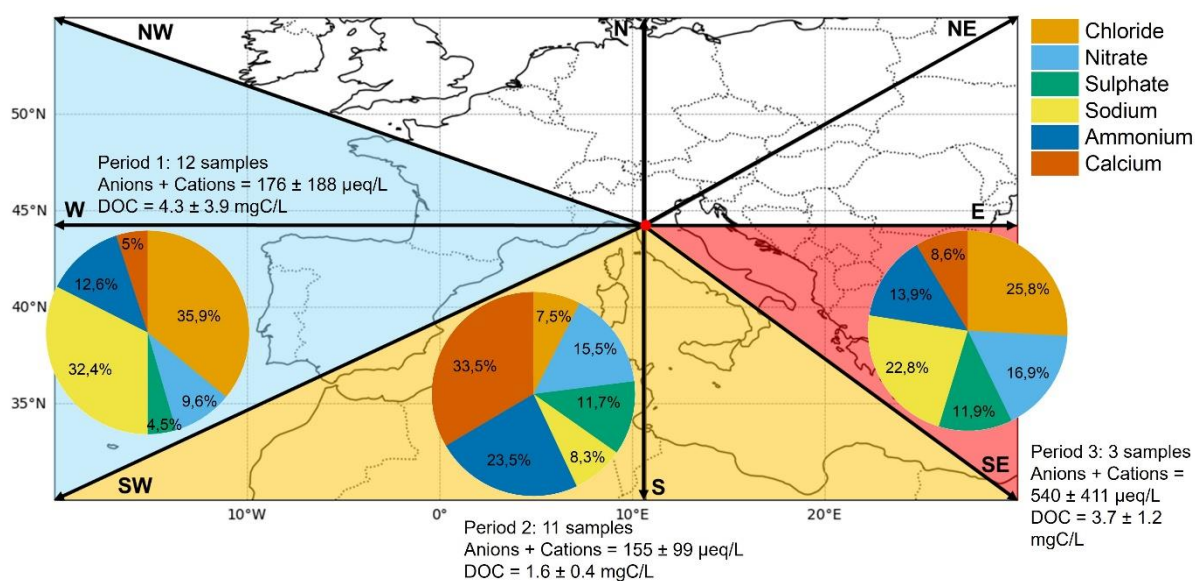 NW
N
NE
Chloride
Nitrate
Sulphate
Sodium
Ammonium
Calcium
50°N
Period 1: 12 samples
Anions + Cations = 176 ± 188 µeq/L
DOC = 4.3 ± 3.9 mgC/L
45°N
W
E
5%
12,6%
35,9%
32,4%
9,6%
4,5%
40°N
7,5%
33,5%
15,5%
11,7%
23,5%
8,3%
8,6%
13,9%
25,8%
22,8%
16,9%
11,9%
35°N
SW
S
SE
10°W
0°
10°E
20°E
Period 2: 11 samples
Anions + Cations = 155 ± 99 µeq/L
DOC = 1.6 ± 0.4 mgC/L
Period 3: 3 samples
Anions + Cations =
540 ± 411 µeq/L
DOC = 3.7 ± 1.2
mgC/L